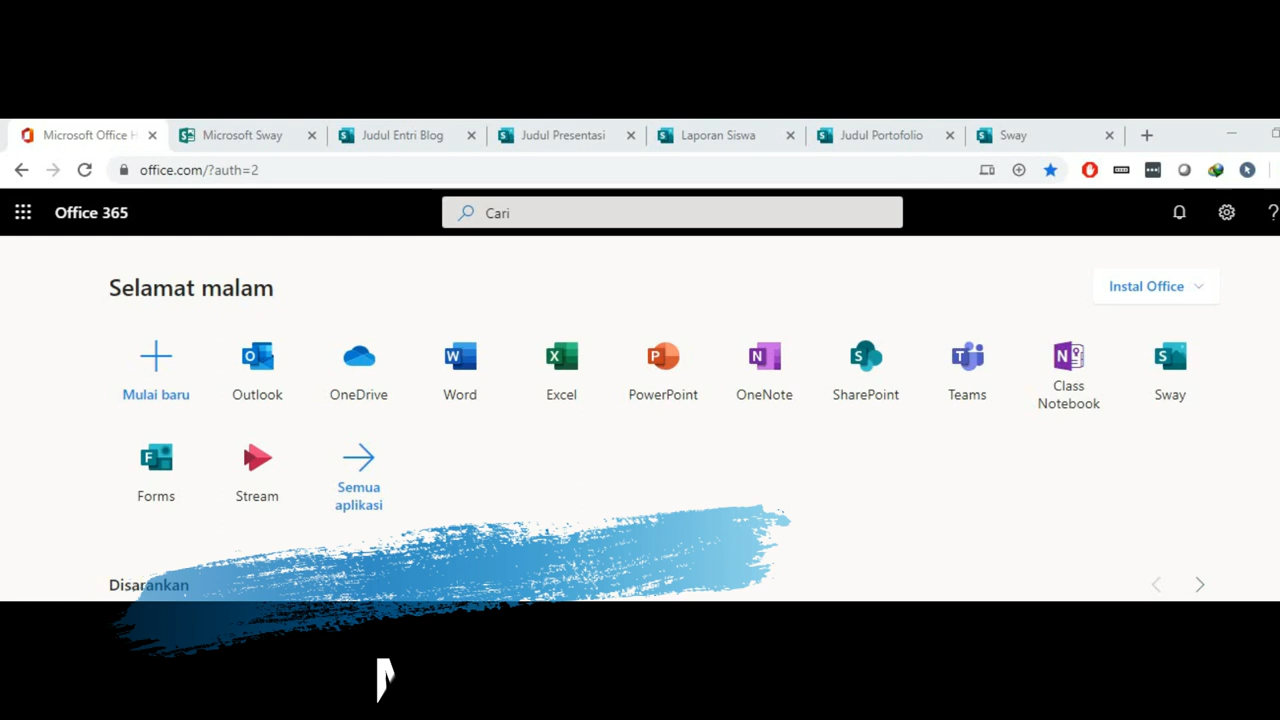 Microsoft Office H
Microsoft Sway
Judul Entri Blog
Judul Presentasi
Laporan Siswa
Judul Portofolio
Sway
office.com/?auth=2
Office 365
Cari
Selamat malam
Instal Office
Mulai baru
Outlook
OneDrive
Word
Excel
PowerPoint
OneNote
SharePoint
Teams
Class
Notebook
Sway
Forms
Stream
Semua
aplikasi
Disarankan